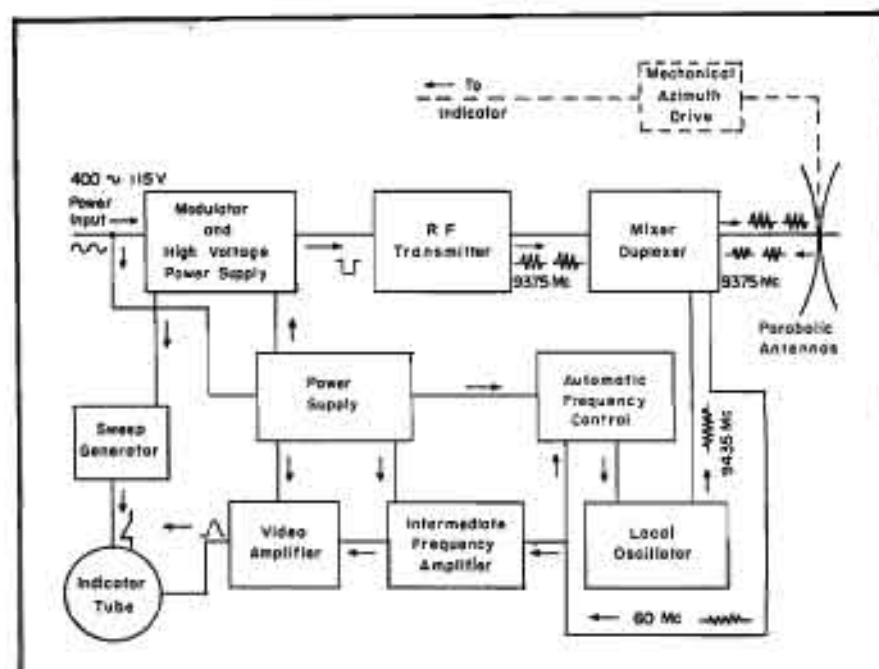 Mechanical
Azimuth
Drive
To
Indicator
400 ~ 115 V
Power
Input
Modulator
and
High Voltage
Power Supply
R F
Transmitter
9375 Mc
Mixer
Duplexer
9375 Mc
Parabolic
Antennas
Power
Supply
Automatic
Frequency
Control
9435 Mc
Sweep
Generator
Video
Amplifier
Intermediate
Frequency
Amplifier
Local
Oscillator
Indicator
Tube
60 Mc